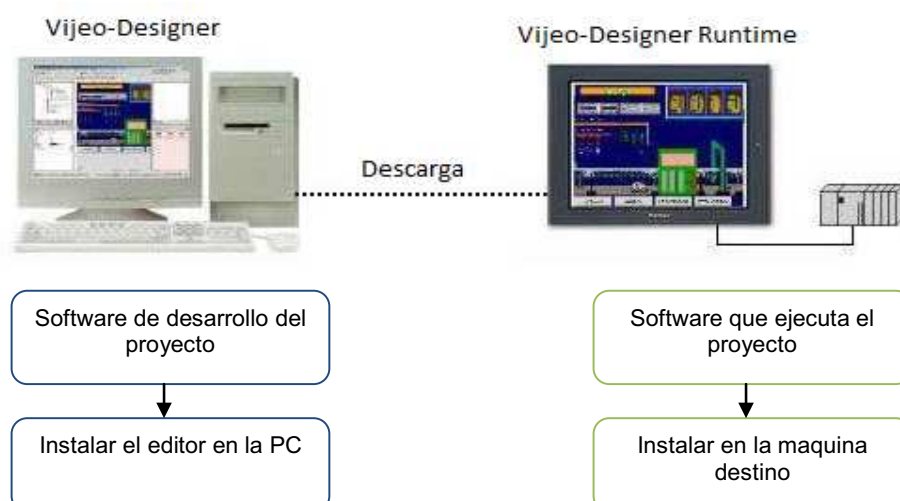 Vijeo-Designer
Vijeo-Designer Runtime
Descarga
Software de desarrollo del
proyecto
Instalar el editor en la PC
Software que ejecuta el
proyecto
Instalar en la maquina
destino